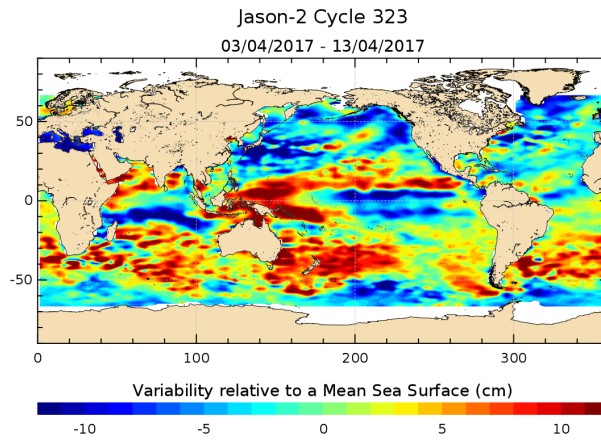 Jason-2 Cycle 323
03/04/2017 - 13/04/2017
50
0
-50
0 100 200 300
Variability relative to a Mean Sea Surface (cm)
-10 -5 0 5 10